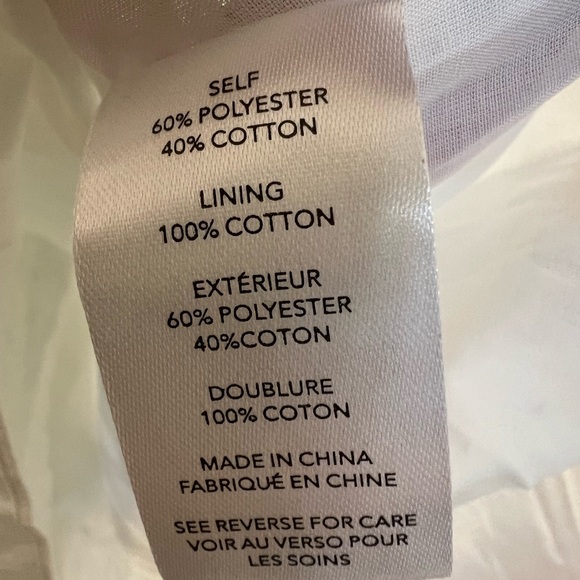 SELF
60% POLYESTER
40% COTTON
LINING
100% COTTON
EXTÉRIEUR
60% POLYESTER
40%COTON
DOUBLURE
100% COTON
MADE IN CHINA
FABRIQUÉ EN CHINE
SEE REVERSE FOR CARE
VOIR AU VERSO POUR
LES SOINS